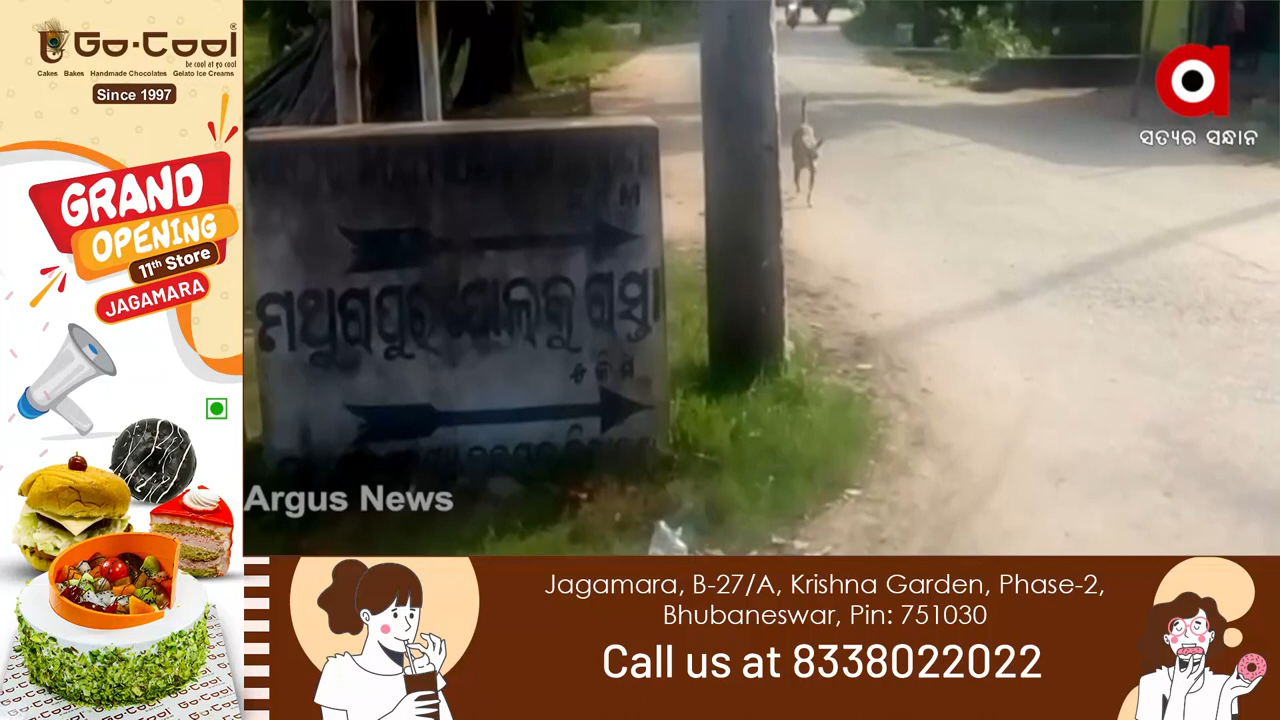 Go·Cool®
be cool at go cool
Cakes Bakes Handmade Chocolates Gelato Ice Creams
Since 1997
GRAND
OPENING
11th Store
JAGAMARA
ସତ୍ୟର ସନ୍ଧାନ
ମଥୁରାପୁର ଯାଲକୁ ରାସ୍ତା
Argus News
Jagamara, B-27/A, Krishna Garden, Phase-2,
Bhubaneswar, Pin: 751030
Call us at 8338022022